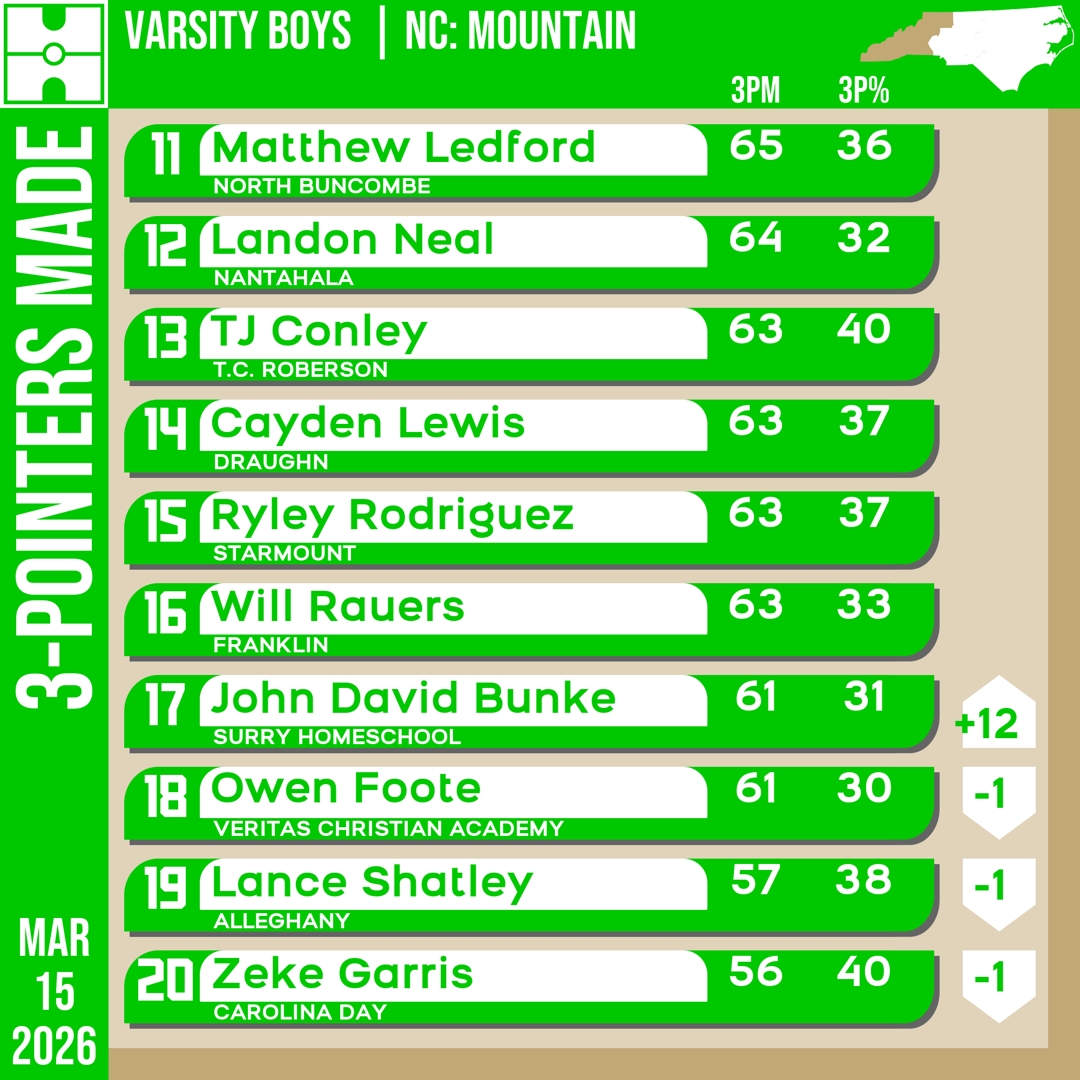 VARSITY BOYS | NC: MOUNTAIN
3PM 3P%
3-POINTERS MADE
11 Matthew Ledford 65 36
NORTH BUNCOMBE
12 Landon Neal 64 32
NANTAHALA
13 TJ Conley 63 40
T.C. ROBERSON
14 Cayden Lewis 63 37
DRAUGHN
15 Ryley Rodriguez 63 37
STARMOUNT
16 Will Rauers 63 33
FRANKLIN
17 John David Bunke 61 31 +12
SURRY HOMESCHOOL
18 Owen Foote 61 30 -1
VERITAS CHRISTIAN ACADEMY
19 Lance Shatley 57 38 -1
ALLEGHANY
20 Zeke Garris 56 40 -1
CAROLINA DAY
MAR
15
2026